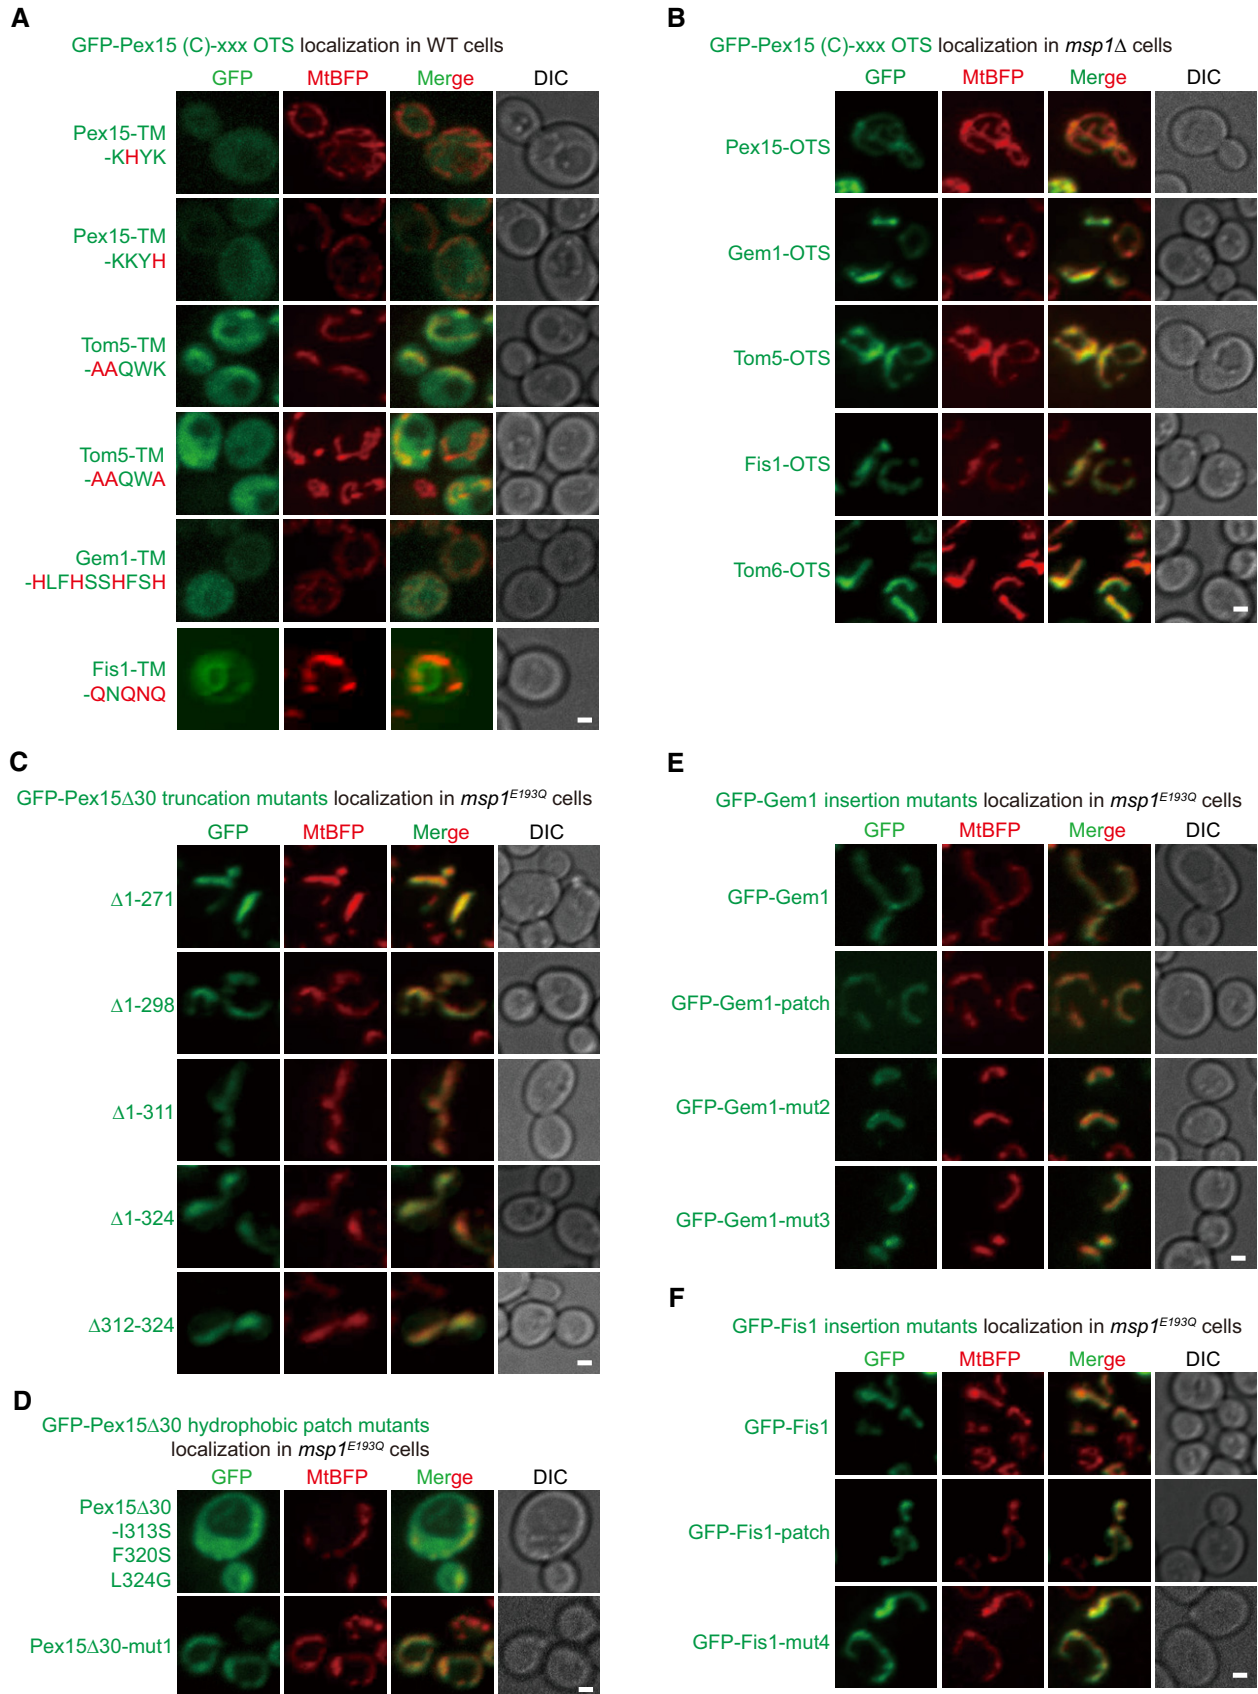 A
GFP-Pex15 (C)-xxx OTS localization in WT cells
GFP MtBFP Merge DIC
Pex15-TM
-KHYK
Pex15-TM
-KKYH
Tom5-TM
-AAQWK
Tom5-TM
-AAQWA
Gem1-TM
-HLFHSSHFSH
Fis1-TM
-QNQNQ
B
GFP-Pex15 (C)-xxx OTS localization in msp1Δ cells
GFP MtBFP Merge DIC
Pex15-OTS
Gem1-OTS
Tom5-OTS
Fis1-OTS
Tom6-OTS
C
GFP-Pex15Δ30 truncation mutants localization in msp1E193Q cells
GFP MtBFP Merge DIC
Δ1-271
Δ1-298
Δ1-311
Δ1-324
Δ312-324
D
GFP-Pex15Δ30 hydrophobic patch mutants
localization in msp1E193Q cells
GFP MtBFP Merge DIC
Pex15Δ30
-I313S
F320S
L324G
Pex15Δ30-mut1
E
GFP-Gem1 insertion mutants localization in msp1E193Q cells
GFP MtBFP Merge DIC
GFP-Gem1
GFP-Gem1-patch
GFP-Gem1-mut2
GFP-Gem1-mut3
F
GFP-Fis1 insertion mutants localization in msp1E193Q cells
GFP MtBFP Merge DIC
GFP-Fis1
GFP-Fis1-patch
GFP-Fis1-mut4